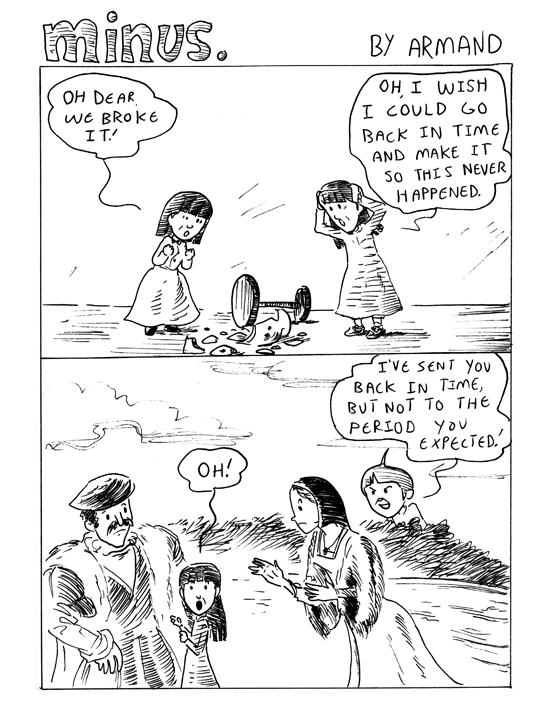 minus.
BY ARMAND
OH DEAR,
WE BROKE
IT!
OH, I WISH
I COULD GO
BACK IN TIME
AND MAKE IT
SO THIS NEVER
HAPPENED.
I'VE SENT YOU
BACK IN TIME,
BUT NOT TO THE
PERIOD YOU
EXPECTED!
OH!